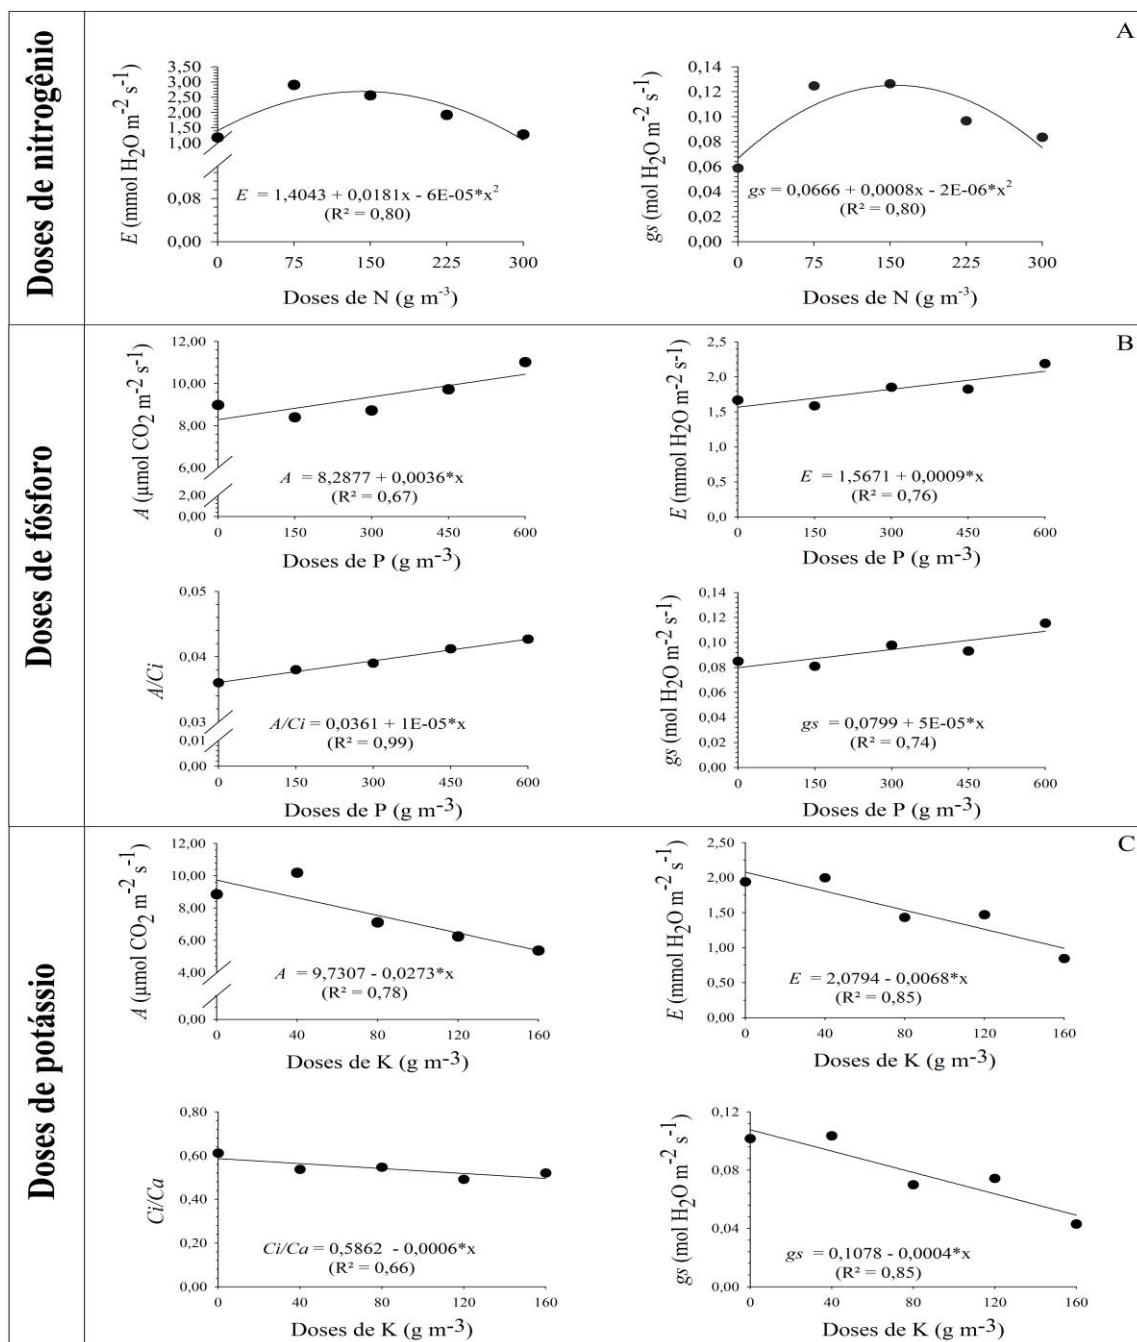 Doses de nitrogênio
A
E (mmol H2O m-2 s-1)
3,50
3,00
2,50
2,00
1,50
1,00
0,08
0,00
E = 1,4043 + 0,0181x - 6E-05*x2
(R² = 0,80)
0 75 150 225 300
Doses de N (g m-3)
gs (mol H2O m-2 s-1)
0,14
0,12
0,10
0,08
0,06
0,04
0,02
0,00
gs = 0,0666 + 0,0008x - 2E-06*x2
(R² = 0,80)
0 75 150 225 300
Doses de N (g m-3)
Doses de fósforo
B
A (µmol CO2 m-2 s-1)
12,00
10,00
8,00
6,00
2,00
0,00
A = 8,2877 + 0,0036*x
(R² = 0,67)
0 150 300 450 600
Doses de P (g m-3)
E (mmol H2O m-2 s-1)
2,5
2,0
1,5
1,0
0,5
0,0
E = 1,5671 + 0,0009*x
(R² = 0,76)
0 150 300 450 600
Doses de P (g m-3)
A/Ci
0,05
0,04
0,03
0,01
0,00
A/Ci = 0,0361 + 1E-05*x
(R² = 0,99)
0 150 300 450 600
Doses de P (g m-3)
gs (mol H2O m-2 s-1)
0,14
0,12
0,10
0,08
0,06
0,04
0,02
0,00
gs = 0,0799 + 5E-05*x
(R² = 0,74)
0 150 300 450 600
Doses de P (g m-3)
Doses de potássio
C
A (µmol CO2 m-2 s-1)
12,00
10,00
8,00
6,00
4,00
0,00
A = 9,7307 - 0,0273*x
(R² = 0,78)
0 40 80 120 160
Doses de K (g m-3)
E (mmol H2O m-2 s-1)
2,50
2,00
1,50
1,00
0,50
0,00
E = 2,0794 - 0,0068*x
(R² = 0,85)
0 40 80 120 160
Doses de K (g m-3)
Ci/Ca
0,80
0,60
0,40
0,20
0,00
Ci/Ca = 0,5862 - 0,0006*x
(R² = 0,66)
0 40 80 120 160
Doses de K (g m-3)
gs (mol H2O m-2 s-1)
0,12
0,08
0,04
0,00
gs = 0,1078 - 0,0004*x
(R² = 0,85)
0 40 80 120 160
Doses de K (g m-3)